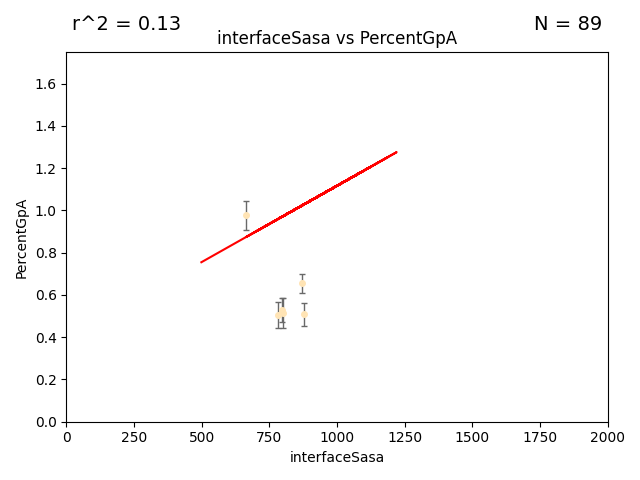 r^2 = 0.13
N = 89
interfaceSasa vs PercentGpA
PercentGpA
1.6
1.4
1.2
1.0
0.8
0.6
0.4
0.2
0.0
0 250 500 750 1000 1250 1500 1750 2000
interfaceSasa